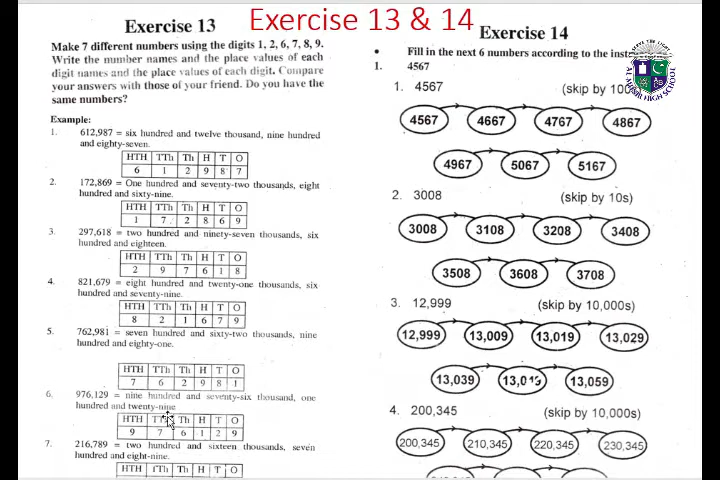 Exercise 13 & 14
Exercise 13
Make 7 different numbers using the digits 1, 2, 6, 7, 8, 9.
Write the number names and the place values of each
digit names and the place values of each digit. Compare
your answers with those of your friend. Do you have the
same numbers?
Example:
1. 612,987 = six hundred and twelve thousand, nine hundred
and eighty-seven.
HTH TTh Th H T O
6 1 2 9 8 7
2. 172,869 = One hundred and seventy-two thousands, eight
hundred and sixty-nine.
HTH TTh Th H T O
1 7 2 8 6 9
3. 297,618 = two hundred and ninety-seven thousands, six
hundred and eighteen.
HTH TTh Th H T O
2 9 7 6 1 8
4. 821,679 = eight hundred and twenty-one thousands, six
hundred and seventy-nine.
HTH TTh Th H T O
8 2 1 6 7 9
5. 762,981 = seven hundred and sixty-two thousands, nine
hundred and eighty-one.
HTH TTh Th H T O
7 6 2 9 8 1
6. 976,129 = nine hundred and seventy-six thousand, one
hundred and twenty-nine
HTH TTh Th H T O
9 7 6 1 2 9
7. 216,789 = two hundred and sixteen thousands, seven
hundred and eight-nine.
HTH TTh Th H T O
Exercise 14
• Fill in the next 6 numbers according to the
1. 4567
1. 4567 (skip by 100
4567 4667 4767 4867
4967 5067 5167
2. 3008 (skip by 10s)
3008 3108 3208 3408
3508 3608 3708
3. 12,999 (skip by 10,000s)
12,999 13,009 13,019 13,029
13,039 13,059
4. 200,345 (skip by 10,000s)
200,345 210,345 220,345 230,345
SERVE THE LIGHT
HIGH SCHOOL